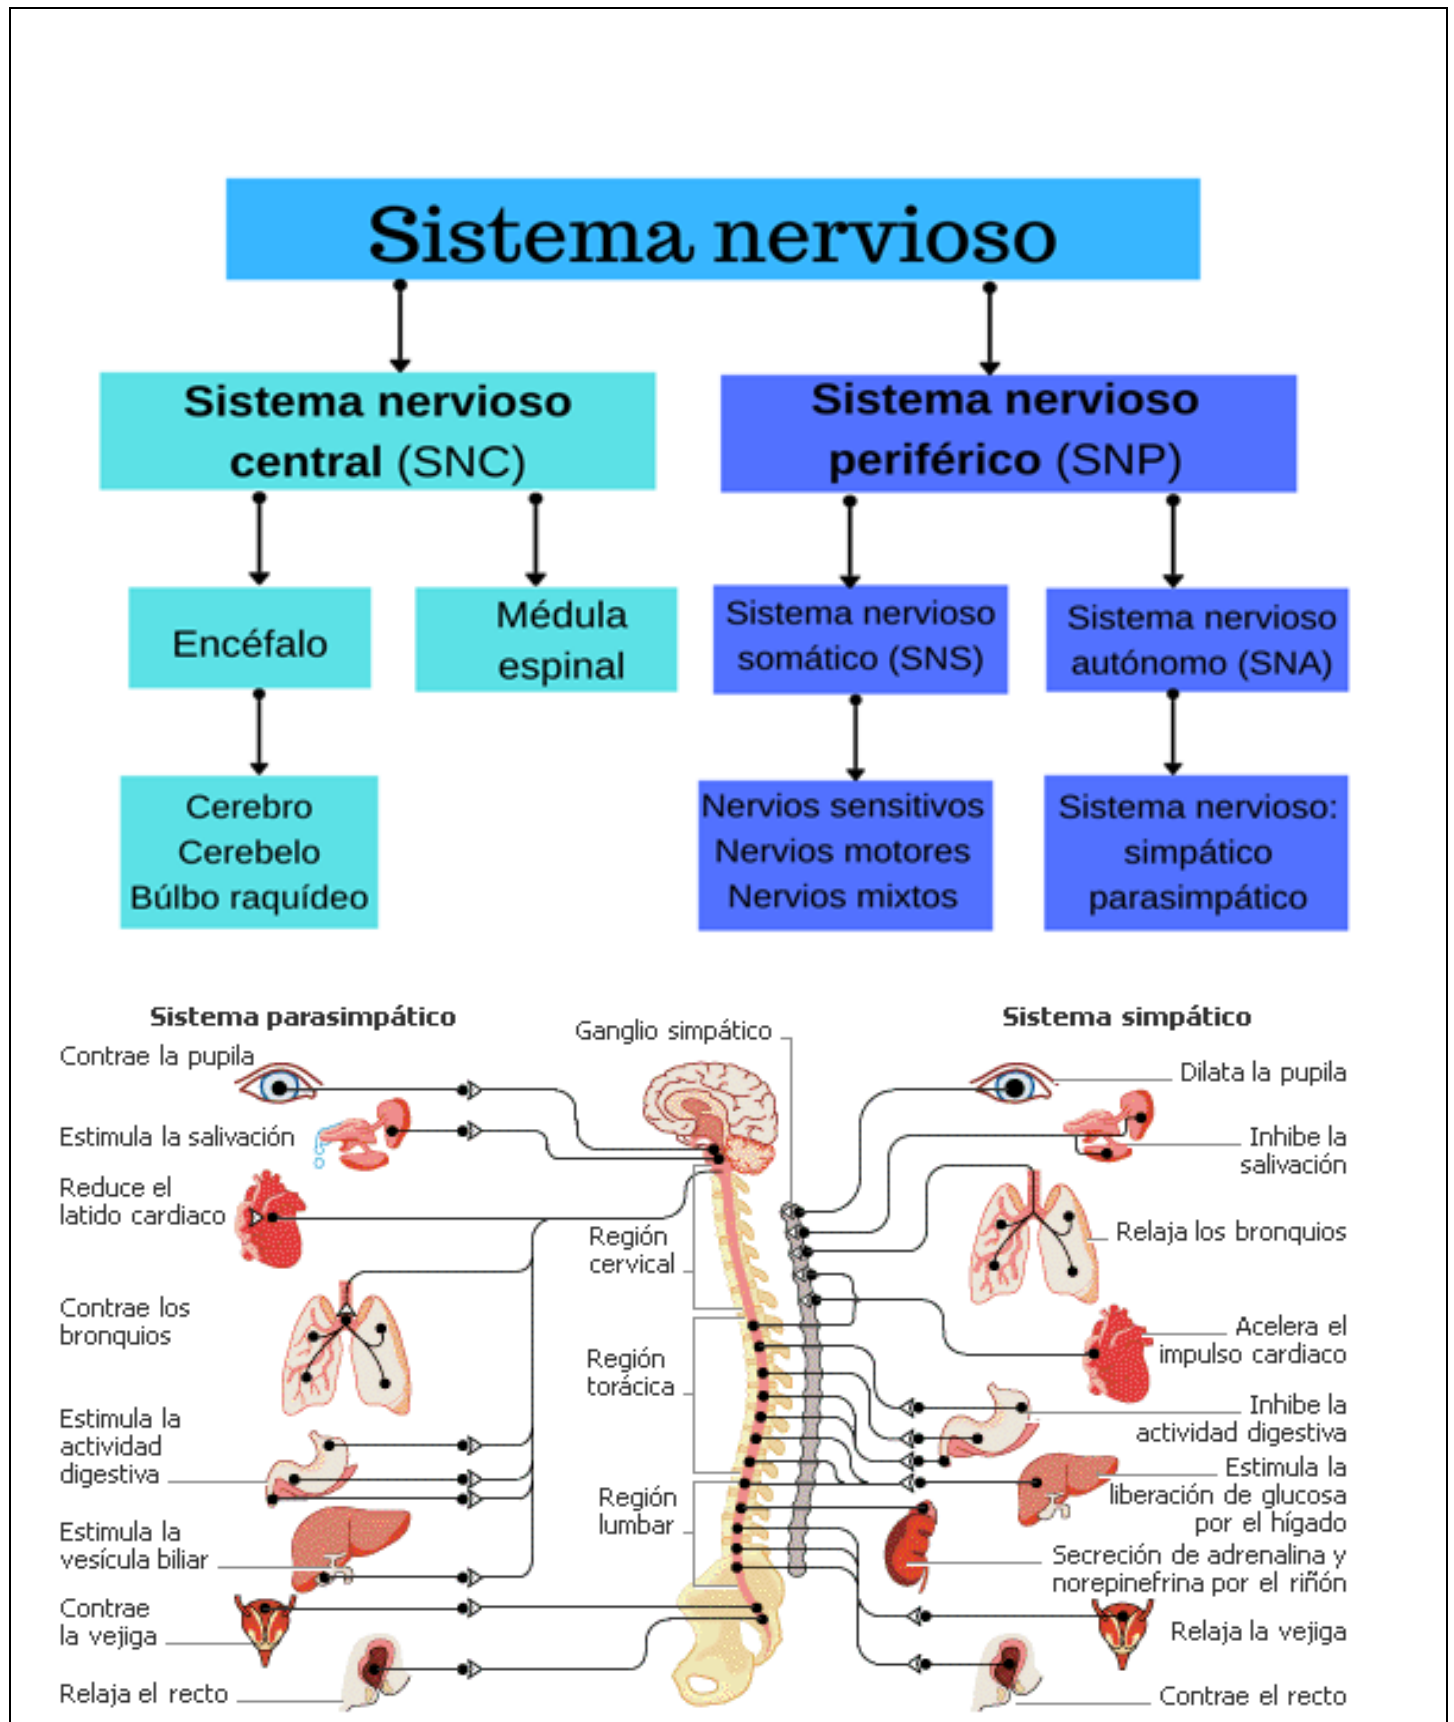 Sistema nervioso
Sistema nervioso
central (SNC)
Sistema nervioso
periférico (SNP)
Encéfalo
Médula
espinal
Sistema nervioso
somático (SNS)
Sistema nervioso
autónomo (SNA)
Cerebro
Cerebelo
Búlbo raquídeo
Nervios sensitivos
Nervios motores
Nervios mixtos
Sistema nervioso:
simpático
parasimpático
Sistema parasimpático
Contrae la pupila
Estimula la salivación
Reduce el
latido cardiaco
Contrae los
bronquios
Estimula la
actividad
digestiva
Estimula la
vesícula biliar
Contrae
la vejiga
Relaja el recto
Ganglio simpático
Región
cervical
Región
torácica
Región
lumbar
Sistema simpático
Dilata la pupila
Inhibe la
salivación
Relaja los bronquios
Acelera el
impulso cardiaco
Inhibe la
actividad digestiva
Estimula la
liberación de glucosa
por el hígado
Secreción de adrenalina y
norepinefrina por el riñón
Relaja la vejiga
Contrae el recto